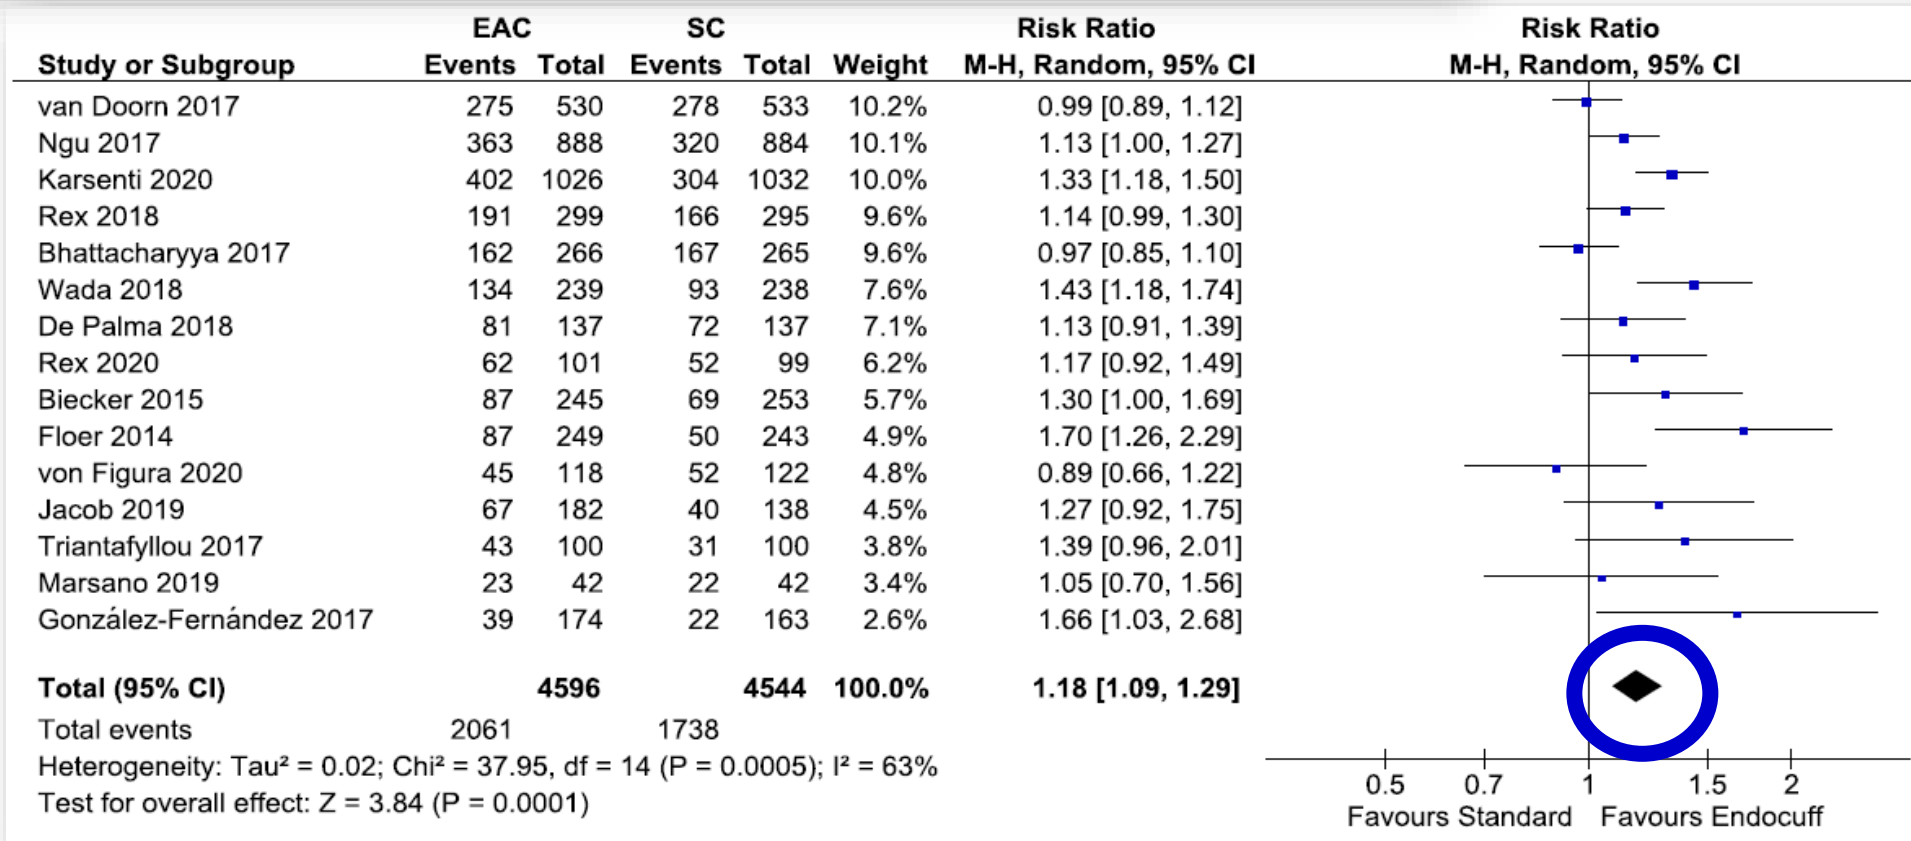 EAC SC Risk Ratio Risk Ratio
Study or Subgroup Events Total Events Total Weight M-H, Random, 95% CI M-H, Random, 95% CI
van Doorn 2017 275 530 278 533 10.2% 0.99 [0.89, 1.12]
Ngu 2017 363 888 320 884 10.1% 1.13 [1.00, 1.27]
Karsenti 2020 402 1026 304 1032 10.0% 1.33 [1.18, 1.50]
Rex 2018 191 299 166 295 9.6% 1.14 [0.99, 1.30]
Bhattacharyya 2017 162 266 167 265 9.6% 0.97 [0.85, 1.10]
Wada 2018 134 239 93 238 7.6% 1.43 [1.18, 1.74]
De Palma 2018 81 137 72 137 7.1% 1.13 [0.91, 1.39]
Rex 2020 62 101 52 99 6.2% 1.17 [0.92, 1.49]
Biecker 2015 87 245 69 253 5.7% 1.30 [1.00, 1.69]
Floer 2014 87 249 50 243 4.9% 1.70 [1.26, 2.29]
von Figura 2020 45 118 52 122 4.8% 0.89 [0.66, 1.22]
Jacob 2019 67 182 40 138 4.5% 1.27 [0.92, 1.75]
Triantafyllou 2017 43 100 31 100 3.8% 1.39 [0.96, 2.01]
Marsano 2019 23 42 22 42 3.4% 1.05 [0.70, 1.56]
González-Fernández 2017 39 174 22 163 2.6% 1.66 [1.03, 2.68]
Total (95% CI) 4596 4544 100.0% 1.18 [1.09, 1.29]
Total events 2061 1738
Heterogeneity: Tau² = 0.02; Chi² = 37.95, df = 14 (P = 0.0005); I² = 63%
Test for overall effect: Z = 3.84 (P = 0.0001)
0.5 0.7 1 1.5 2
Favours Standard Favours Endocuff